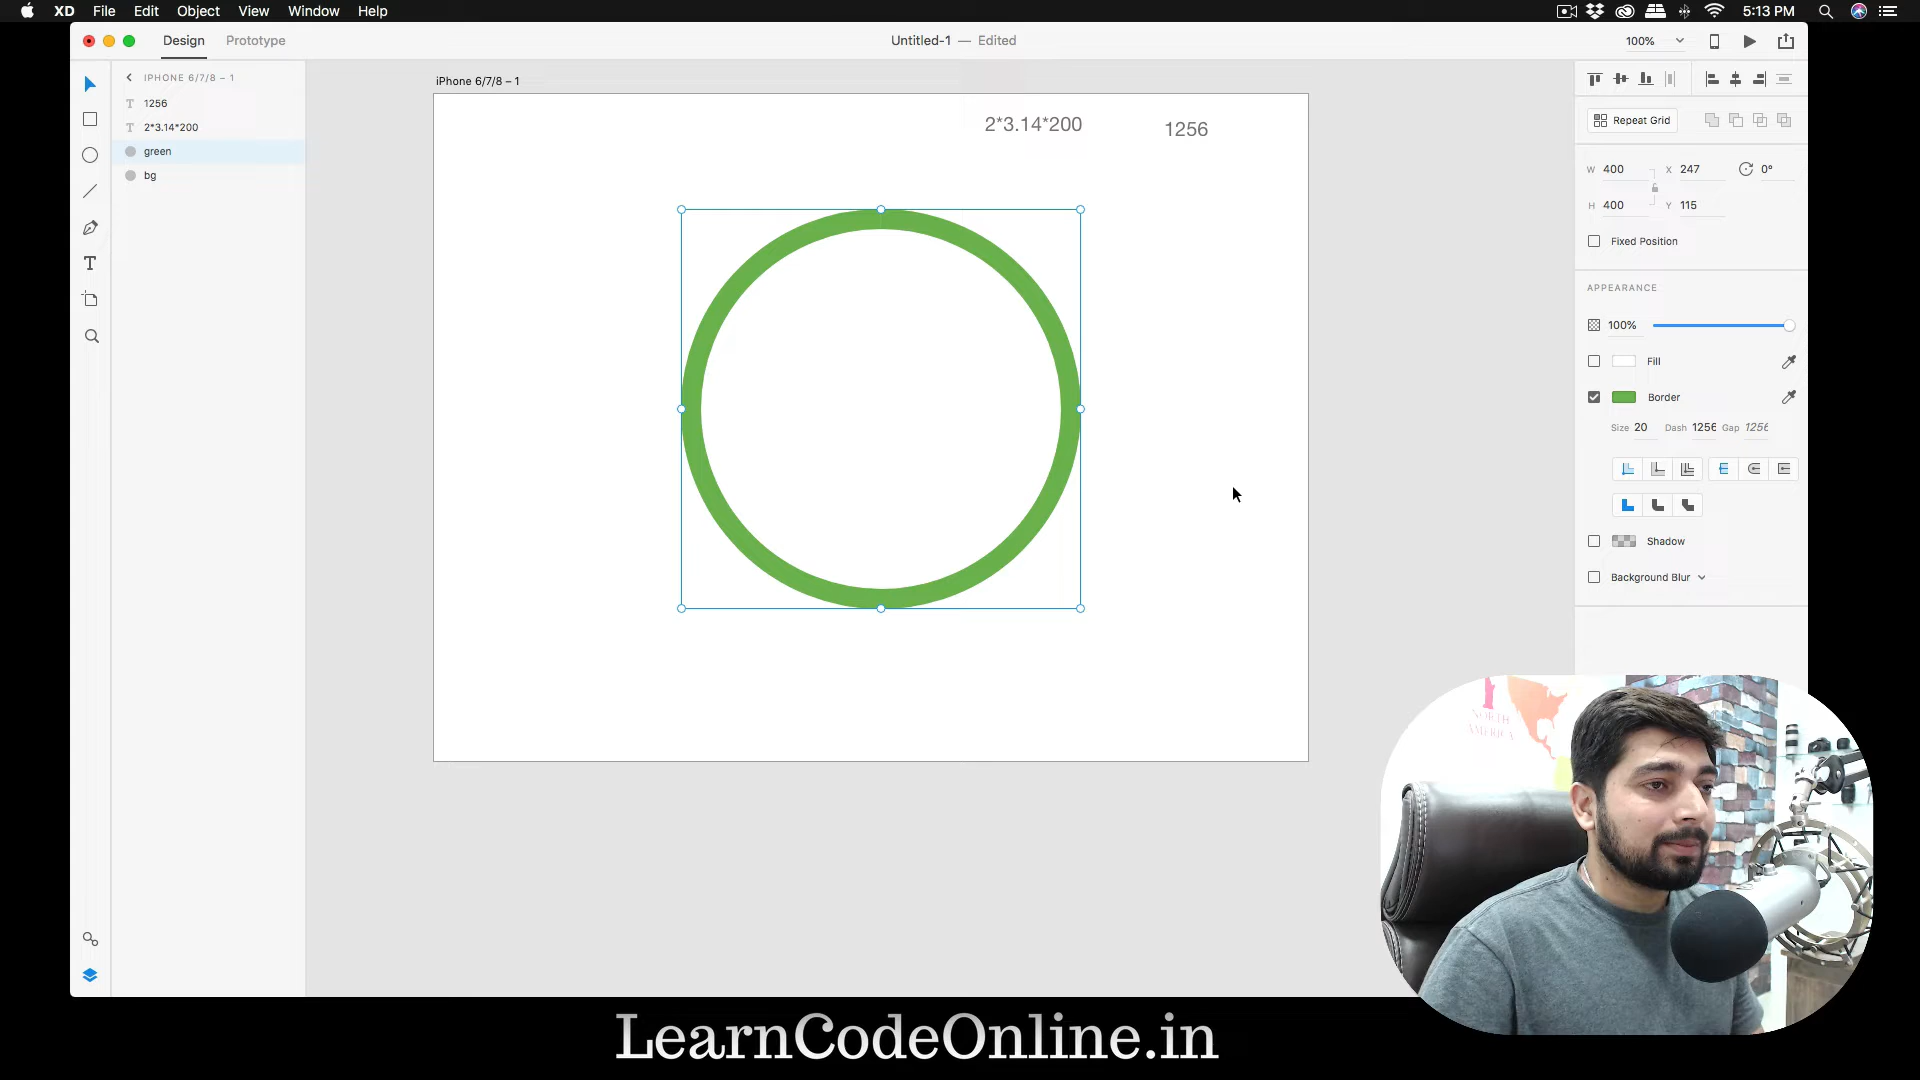 XD File Edit Object View Window Help 5:13 PM
Design Prototype Untitled-1 — Edited 100%
IPHONE 6/7/8 – 1
1256
2*3.14*200
green
bg
iPhone 6/7/8 – 1
2*3.14*200 1256
Repeat Grid
W 400 X 247 0°
H 400 Y 115
Fixed Position
APPEARANCE
100%
Fill
Border
Size 20 Dash 1256 Gap 1256
Shadow
Background Blur
NORTH
AMERICA
LearnCodeOnline.in